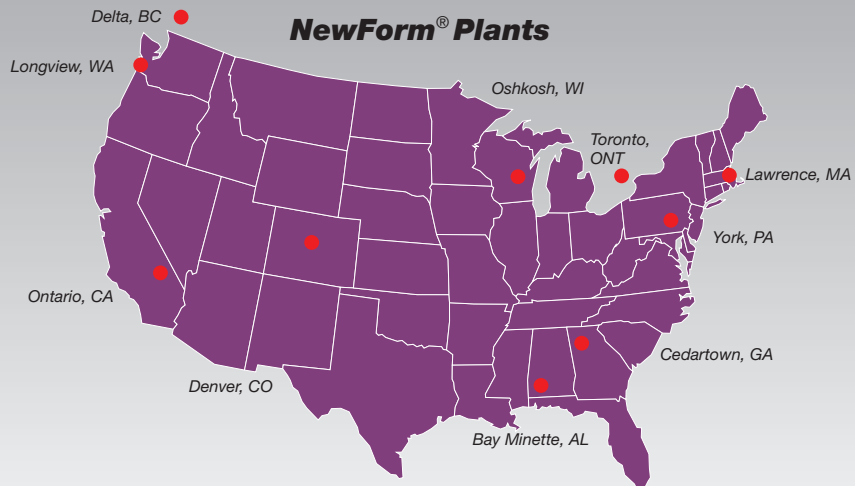 Delta, BC
NewForm® Plants
Longview, WA
Oshkosh, WI
Toronto,
ONT
Lawrence, MA
York, PA
Ontario, CA
Cedartown, GA
Denver, CO
Bay Minette, AL